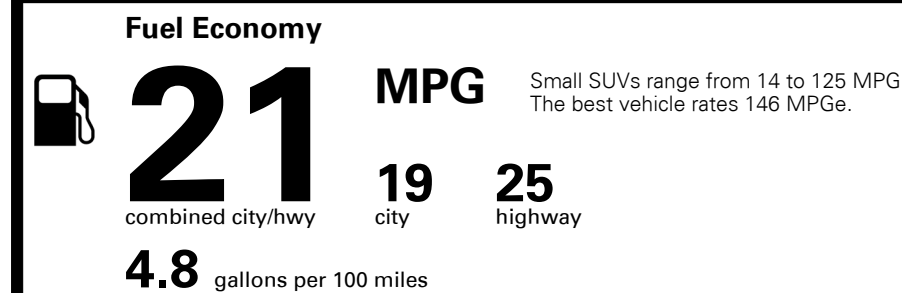 Fuel Economy
21
MPG
Small SUVs range from 14 to 125 MPG
The best vehicle rates 146 MPGe.
19
25
combined city/hwy
city
highway
4.8 gallons per 100 miles